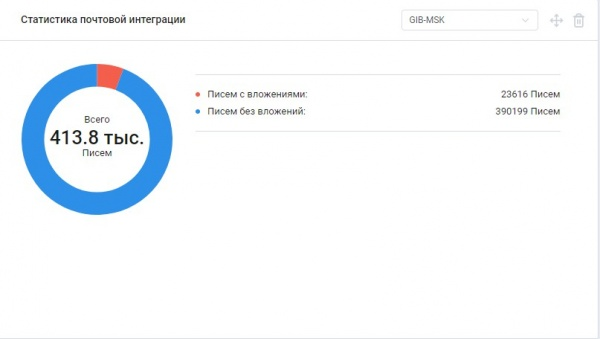 Статистика почтовой интеграции
GIB-MSK
Всего
413.8 тыс.
Писем
Писем с вложениями: 23616 Писем
Писем без вложений: 390199 Писем